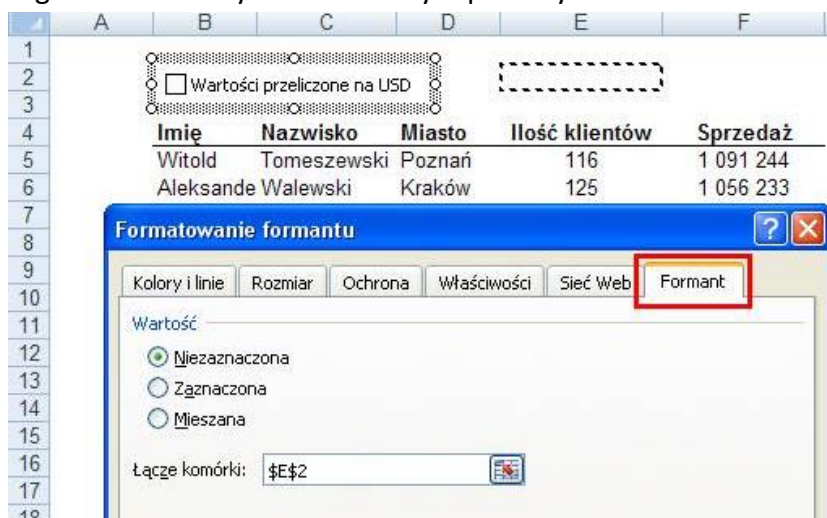 A B C D E F
1
2 Wartości przeliczone na USD
3
4 Imię Nazwisko Miasto Ilość klientów Sprzedaż
5 Witold Tomeszewski Poznań 116 1 091 244
6 Aleksande Walewski Kraków 125 1 056 233
7
8 Formatowanie formantu
9
10 Kolory i linie Rozmiar Ochrona Właściwości Sieć Web Formant
11 Wartość
12 Niezaznaczona
13 Zaznaczona
14 Mieszana
15
16 Łącze komórki: $E$2
17
18